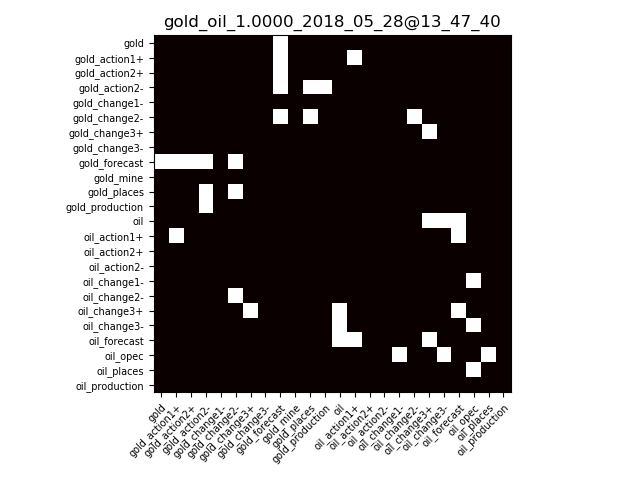 gold_oil_1.0000_2018_05_28@13_47_40
gold
gold_action1+
gold_action2+
gold_action2-
gold_change1-
gold_change2-
gold_change3+
gold_change3-
gold_forecast
gold_mine
gold_places
gold_production
oil
oil_action1+
oil_action2+
oil_action2-
oil_change1-
oil_change2-
oil_change3+
oil_change3-
oil_forecast
oil_opec
oil_places
oil_production
gold
gold_action1+
gold_action2+
gold_action2-
gold_change1-
gold_change2-
gold_change3+
gold_change3-
gold_forecast
gold_mine
gold_places
gold_production
oil
oil_action1+
oil_action2+
oil_action2-
oil_change1-
oil_change2-
oil_change3+
oil_change3-
oil_forecast
oil_opec
oil_places
oil_production